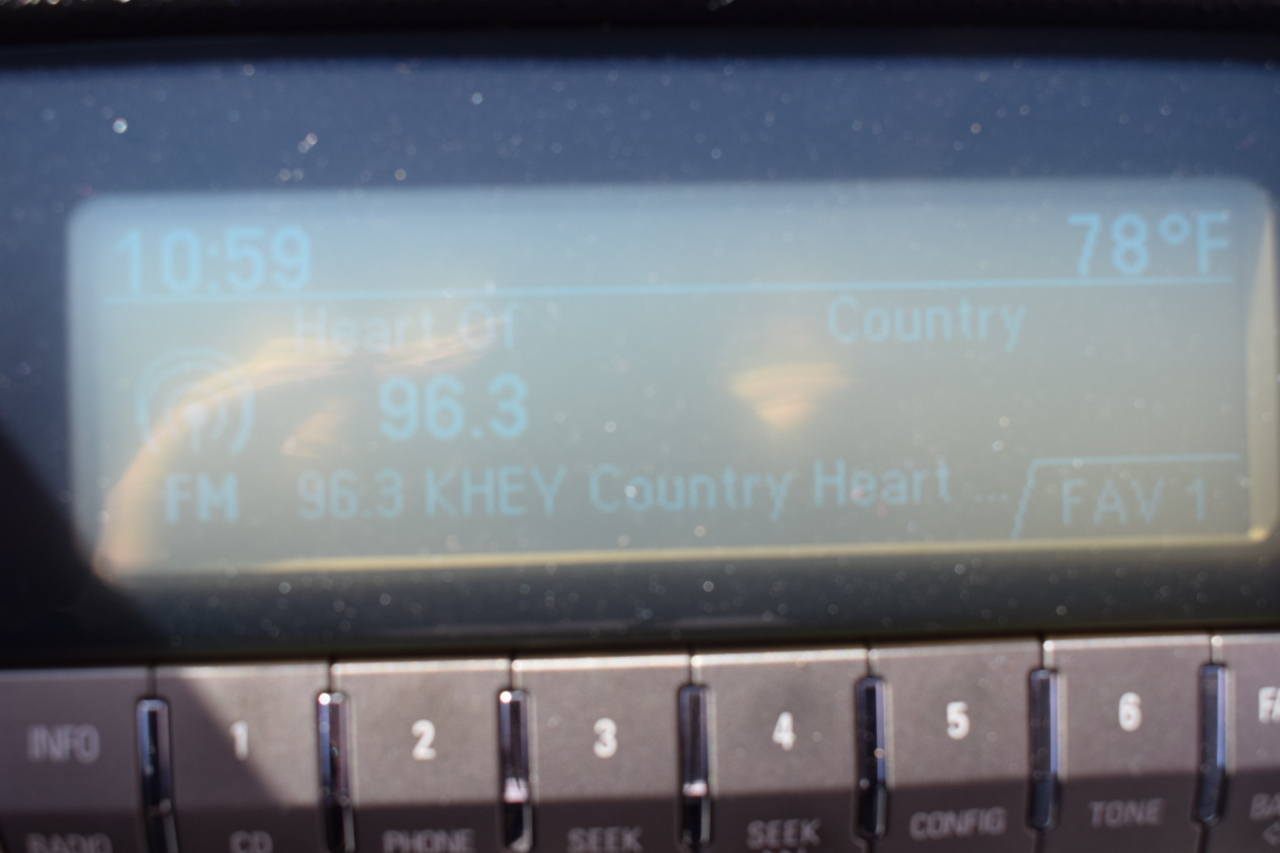 10:59 78°F
Heart Of Country
96.3
FM 96.3 KHEY Country Heart ... FAV 1
INFO 1 2 3 4 5 6
RADIO CD PHONE SEEK SEEK CONFIG TONE